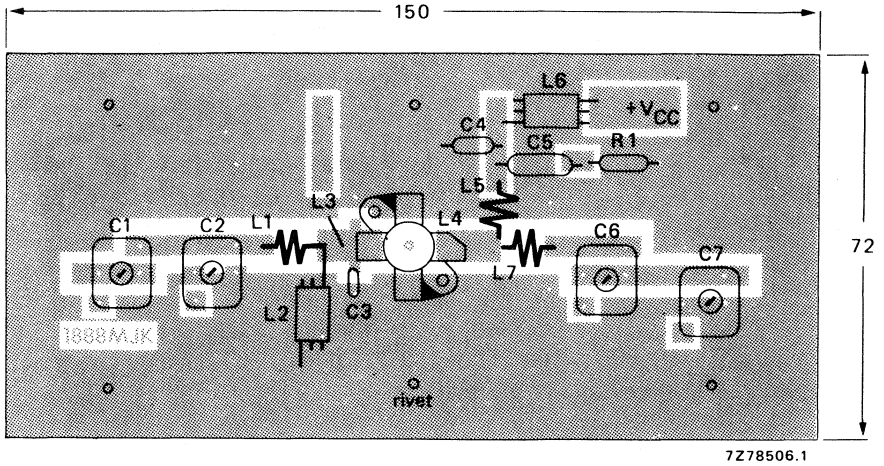 150
L6
+VCC
C4
C5
R1
L5
L3
L4
C1
C2
L1
C6
72
L7
C7
L2
C3
1888MJK
rivet
7Z78506.1